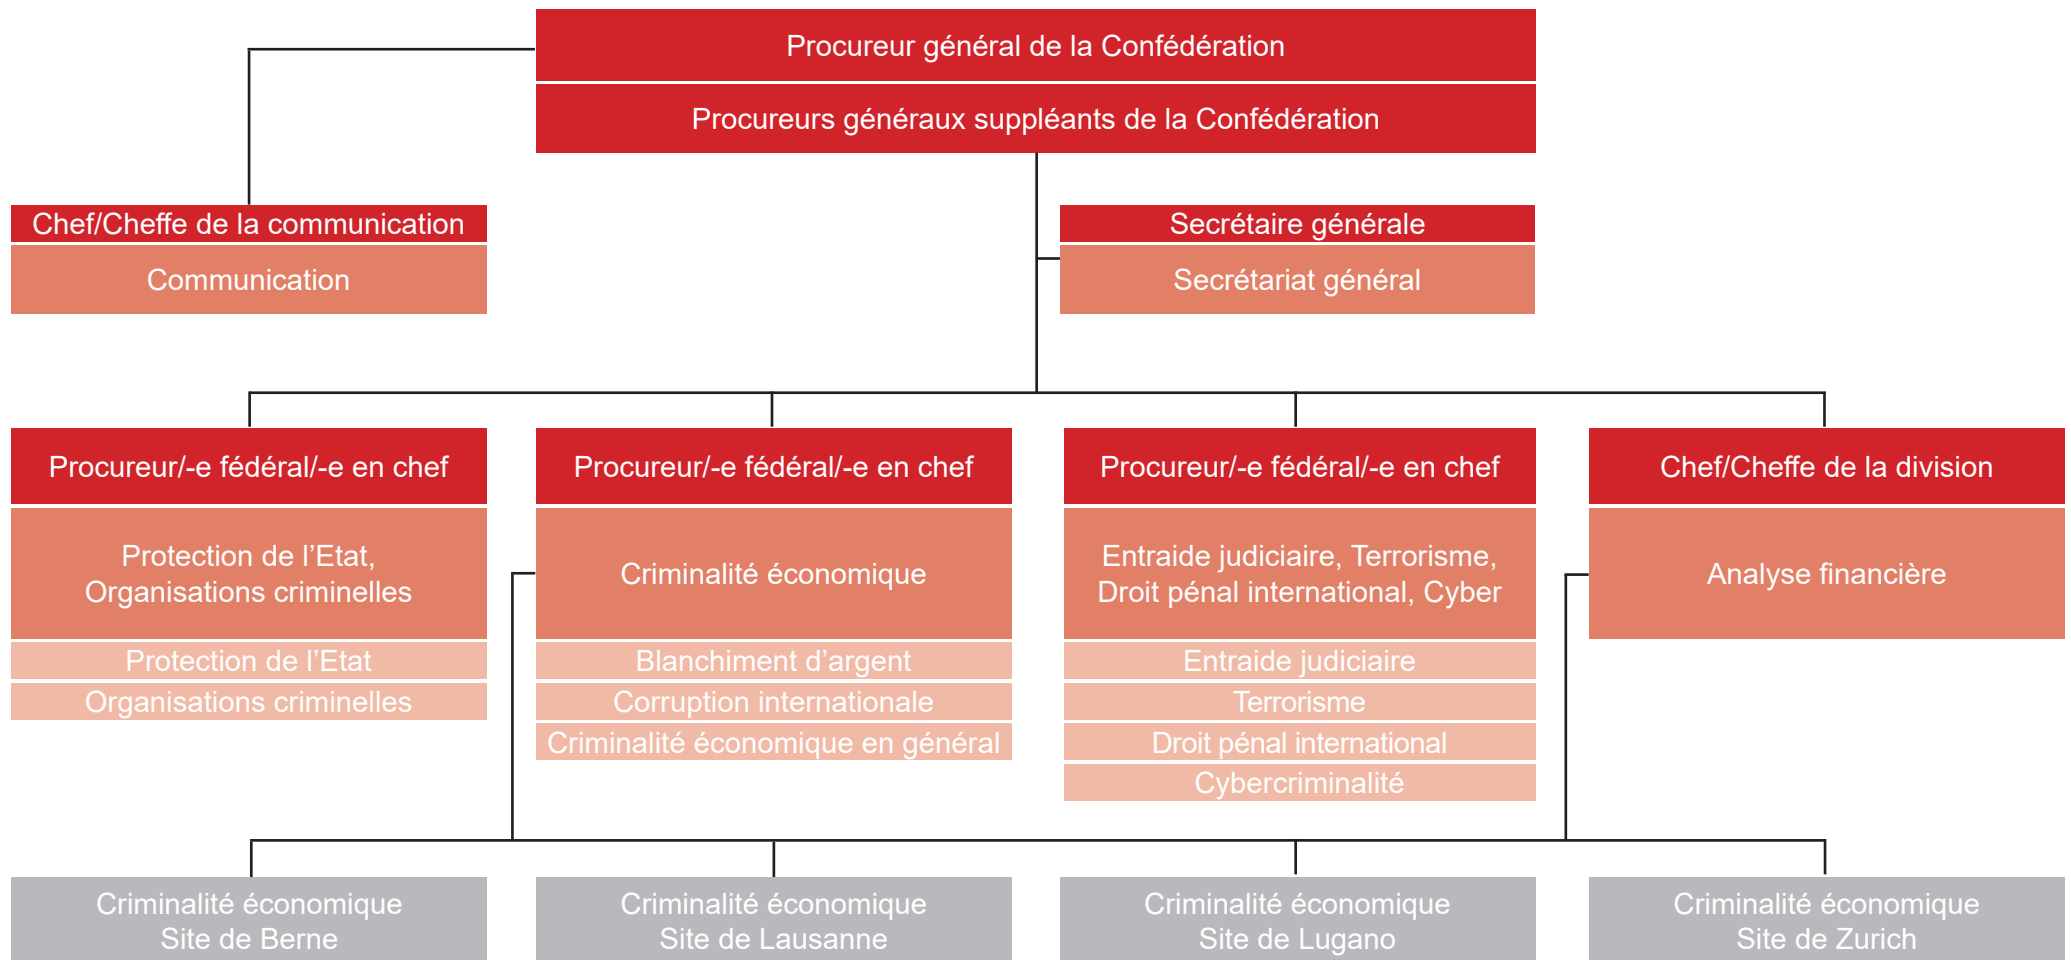 Procureur général de la Confédération
Procureurs généraux suppléants de la Confédération
Chef/Cheffe de la communication
Communication
Secrétaire générale
Secrétariat général
Procureur/-e fédéral/-e en chef
Protection de l’Etat,
Organisations criminelles
Protection de l’Etat
Organisations criminelles
Procureur/-e fédéral/-e en chef
Criminalité économique
Blanchiment d’argent
Corruption internationale
Criminalité économique en général
Procureur/-e fédéral/-e en chef
Entraide judiciaire, Terrorisme,
Droit pénal international, Cyber
Entraide judiciaire
Terrorisme
Droit pénal international
Cybercriminalité
Chef/Cheffe de la division
Analyse financière
Criminalité économique
Site de Berne
Criminalité économique
Site de Lausanne
Criminalité économique
Site de Lugano
Criminalité économique
Site de Zurich